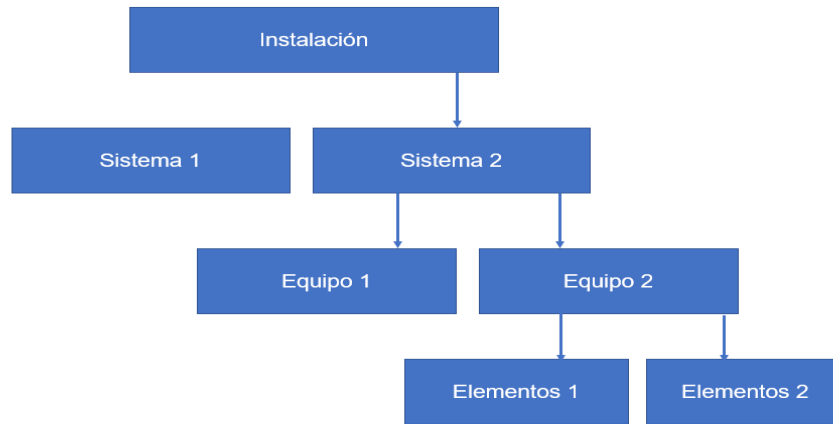 Instalación
Sistema 1
Sistema 2
Equipo 1
Equipo 2
Elementos 1
Elementos 2